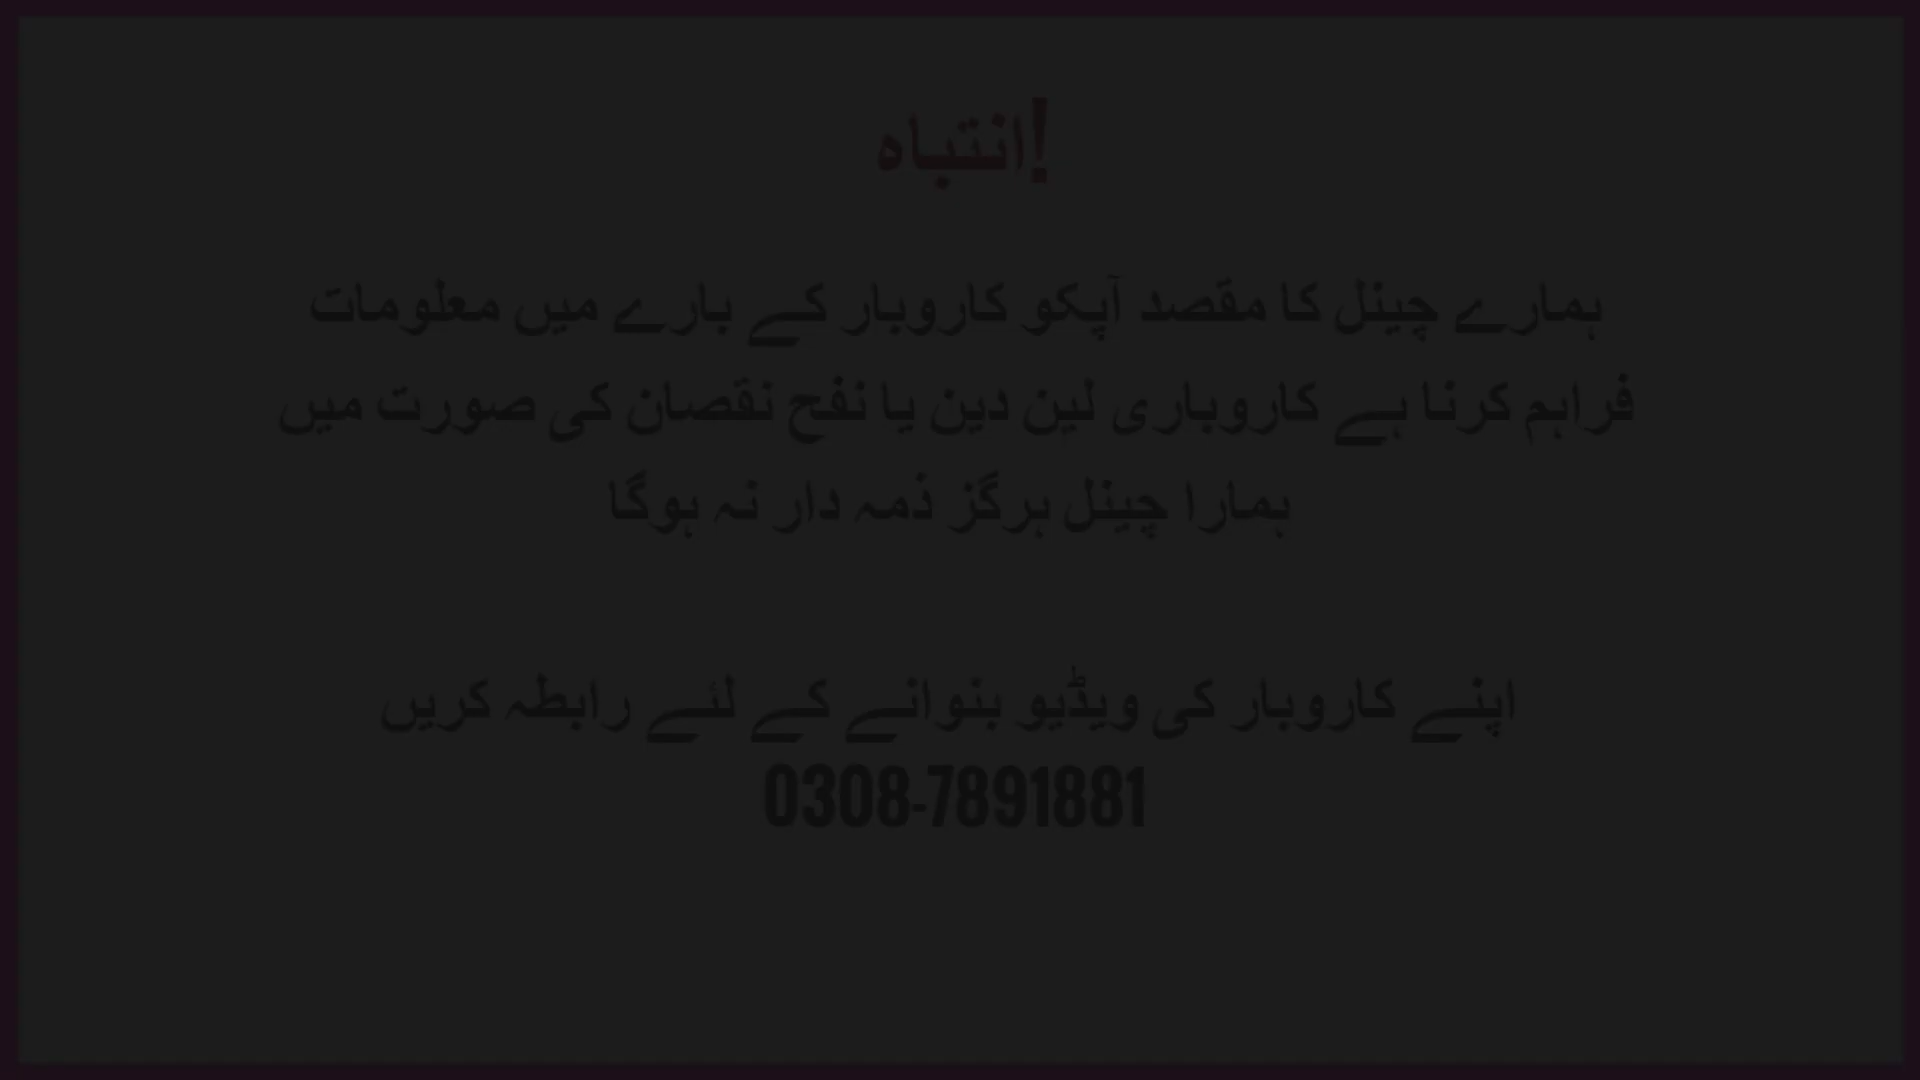 انتباہ!
ہمارے چینل کا مقصد آپکو کاروبار کے بارے میں معلومات
فراہم کرنا ہے کاروباری لین دین یا نفح نقصان کی صورت میں
ہمارا چینل ہرگز ذمہ دار نہ ہوگا
اپنے کاروبار کی ویڈیو بنوانے کے لئے رابطہ کریں
0308-7891881